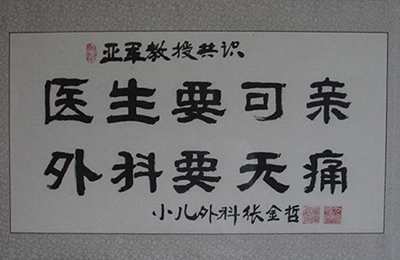 亚军教授共识
医生要可亲
外科要无痛
小儿外科张金哲